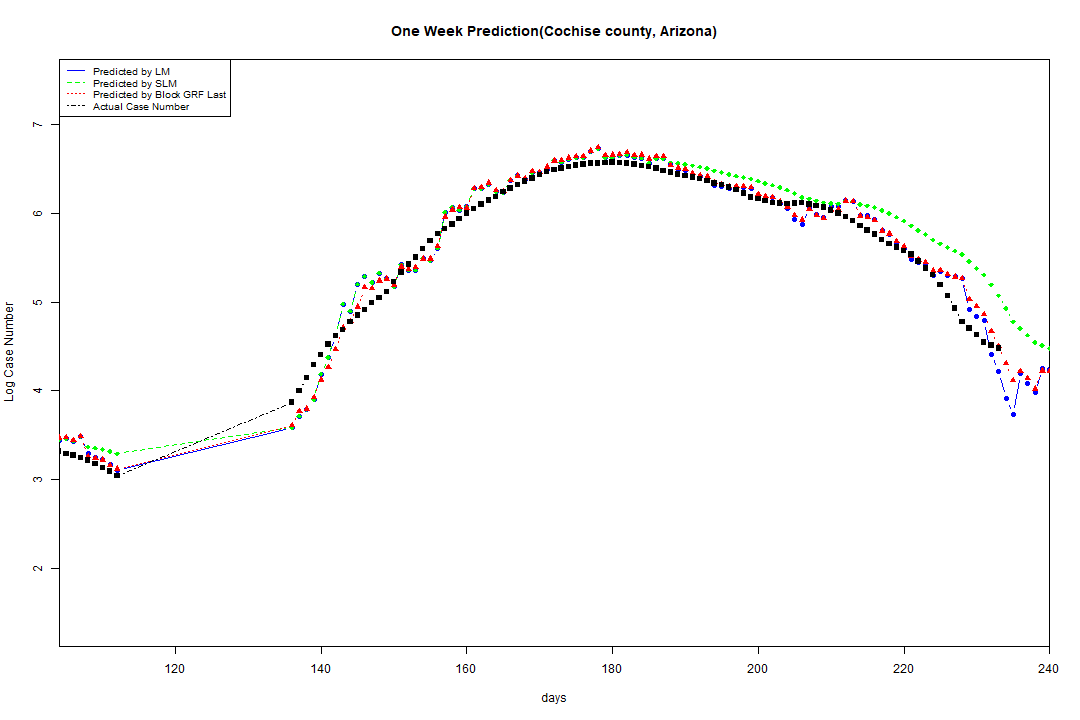 One Week Prediction(Cochise county, Arizona)
Predicted by LM
Predicted by SLM
Predicted by Block GRF Last
Actual Case Number
7
6
5
4
3
2
Log Case Number
120 140 160 180 200 220 240
days